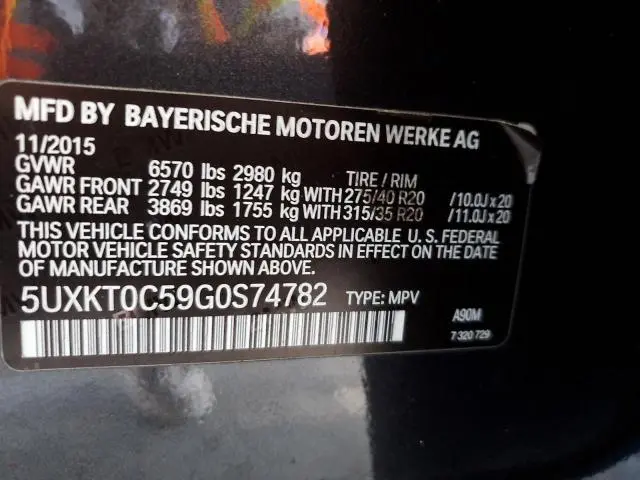 MFD BY BAYERISCHE MOTOREN WERKE AG
11/2015
GVWR 6570 lbs 2980 kg TIRE / RIM
GAWR FRONT 2749 lbs 1247 kg WITH 275/40 R20 /10.0J x 20
GAWR REAR 3869 lbs 1755 kg WITH 315/35 R20 /11.0J x 20
THIS VEHICLE CONFORMS TO ALL APPLICABLE U. S. FEDERAL
MOTOR VEHICLE SAFETY STANDARDS IN EFFECT ON THE DATE
OF MANUFACTURE SHOWN ABOVE.
5UXKT0C59G0S74782 TYPE: MPV
A90M
7 320 729